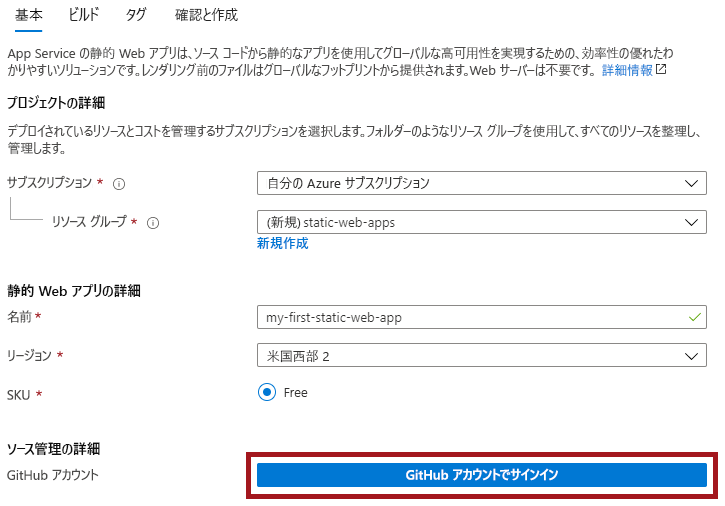 基本 ビルド タグ 確認と作成
App Service の静的 Web アプリは、ソース コードから静的なアプリを使用してグローバルな高可用性を実現するための、効率性の優れたわ
かりやすいソリューションです。レンダリング前のファイルはグローバルなフットプリントから提供されます。Web サーバーは不要です。 詳細情報
プロジェクトの詳細
デプロイされているリソースとコストを管理するサブスクリプションを選択します。フォルダーのようなリソース グループを使用して、すべてのリソースを整理し、
管理します。
サブスクリプション * 自分の Azure サブスクリプション
リソース グループ * (新規) static-web-apps
新規作成
静的 Web アプリの詳細
名前 * my-first-static-web-app
リージョン * 米国西部 2
SKU * Free
ソース管理の詳細
GitHub アカウント GitHub アカウントでサインイン